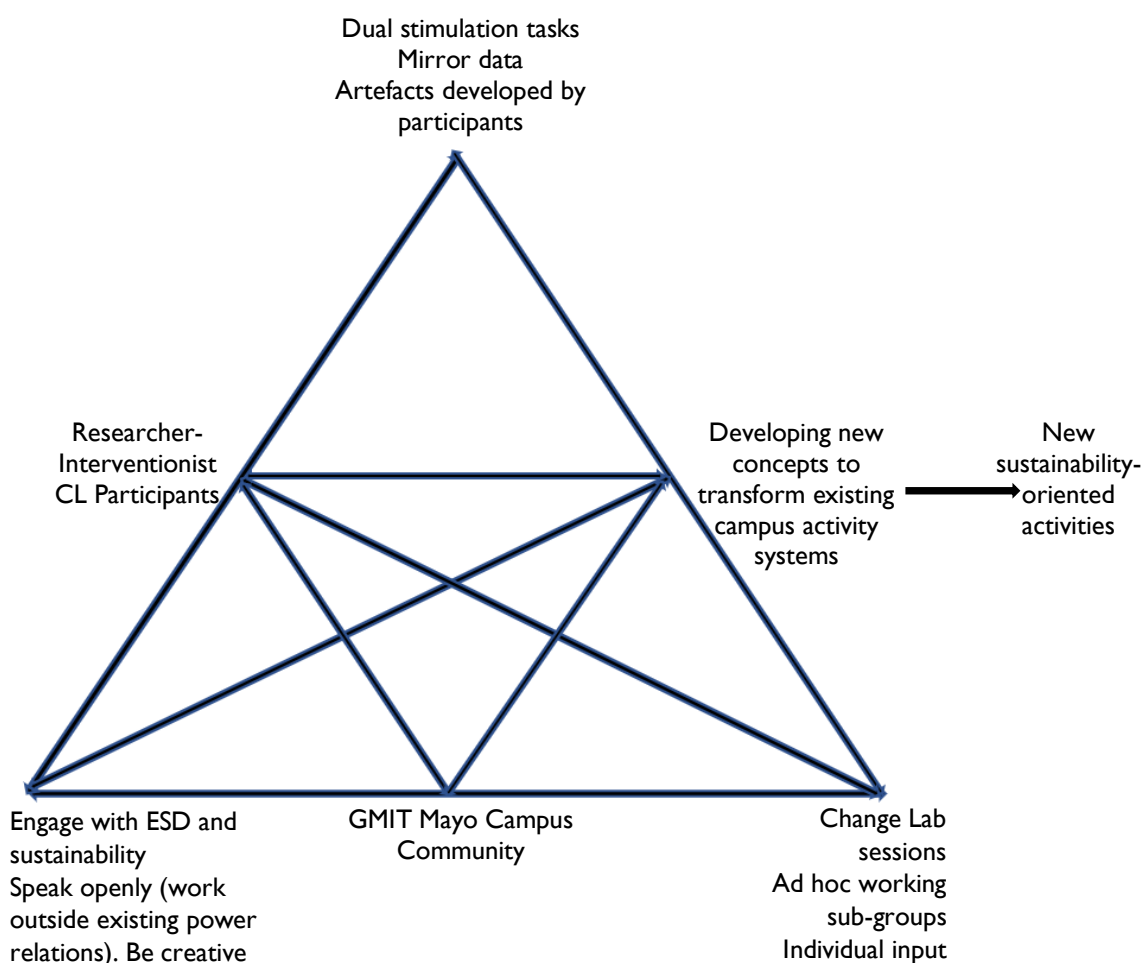 Dual stimulation tasks
Mirror data
Artefacts developed by
participants
Researcher-
Interventionist
CL Participants
Developing new
concepts to
transform existing
campus activity
systems
New
sustainability-
oriented
activities
Engage with ESD and
sustainability
Speak openly (work
outside existing power
relations). Be creative
GMIT Mayo Campus
Community
Change Lab
sessions
Ad hoc working
sub-groups
Individual input